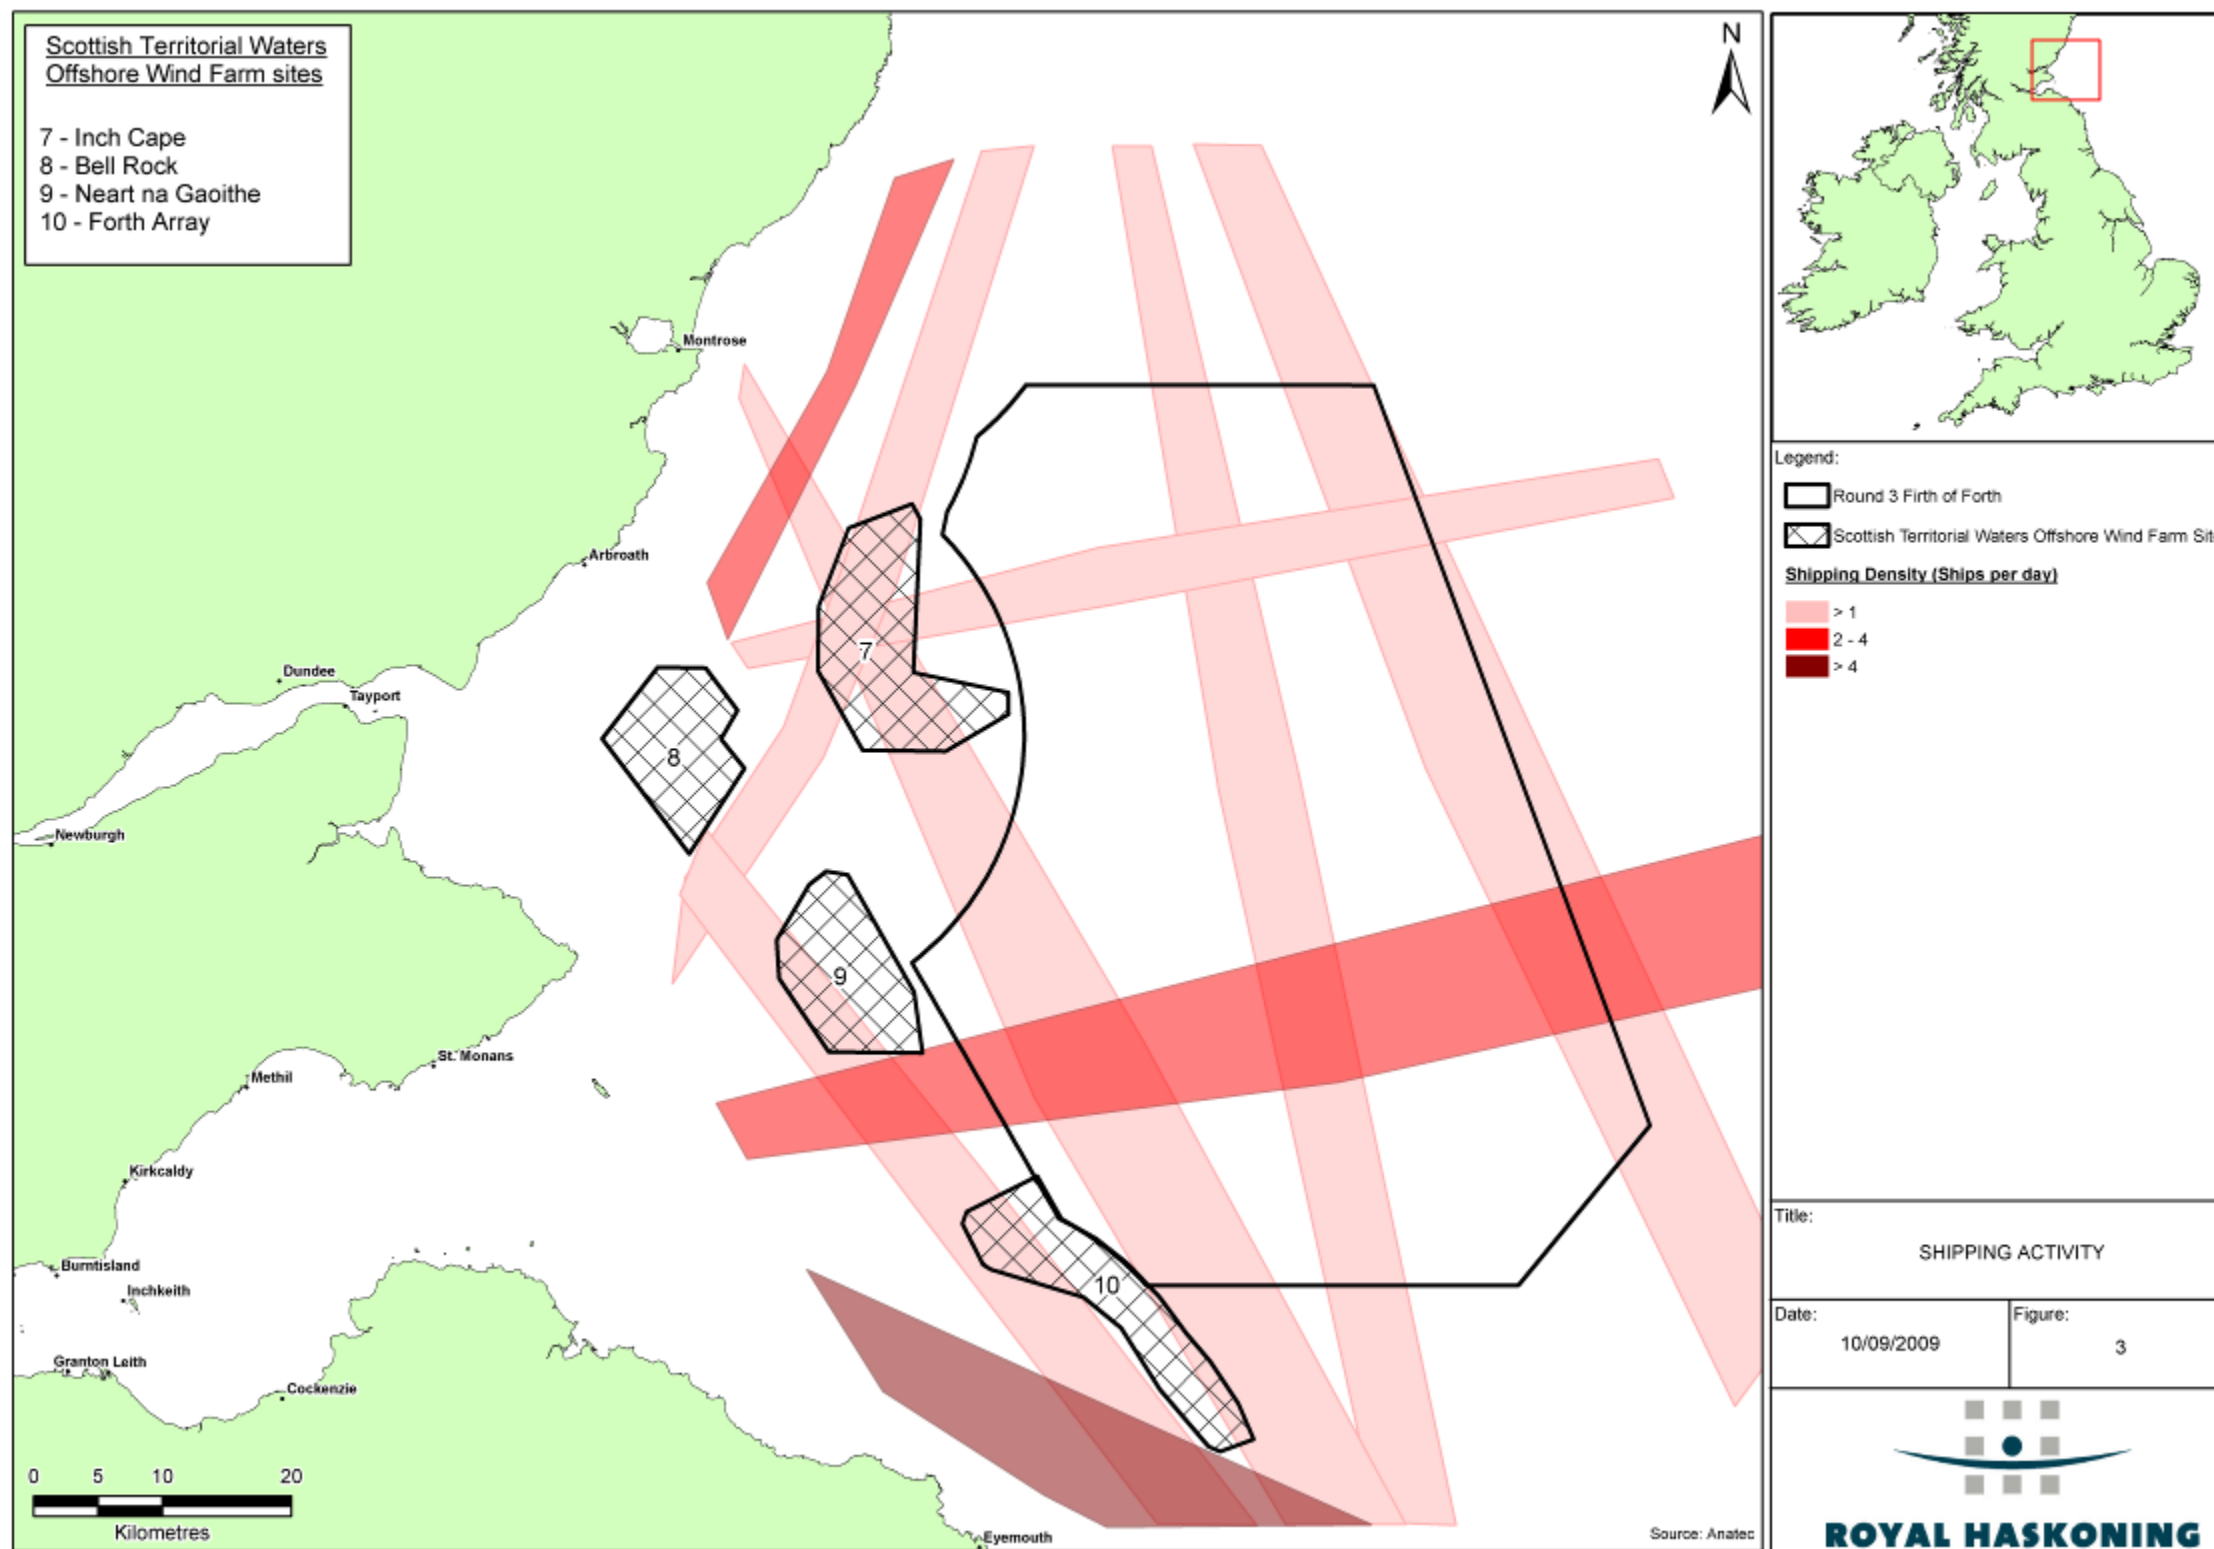 Scottish Territorial Waters
Offshore Wind Farm sites
7 - Inch Cape
8 - Bell Rock
9 - Neart na Gaoithe
10 - Forth Array
N
Montrose
Arbroath
Dundee
Tayport
Newburgh
St. Monans
Methil
Kirkcaldy
Burntisland
Inchkeith
Granton Leith
Cockenzie
Eyemouth
7
8
9
10
0 5 10 20
Kilometres
Source: Anatec
Legend:
Round 3 Firth of Forth
Scottish Territorial Waters Offshore Wind Farm Sit
Shipping Density (Ships per day)
> 1
2 - 4
> 4
Title:
SHIPPING ACTIVITY
Date:
10/09/2009
Figure:
3
ROYAL HASKONING